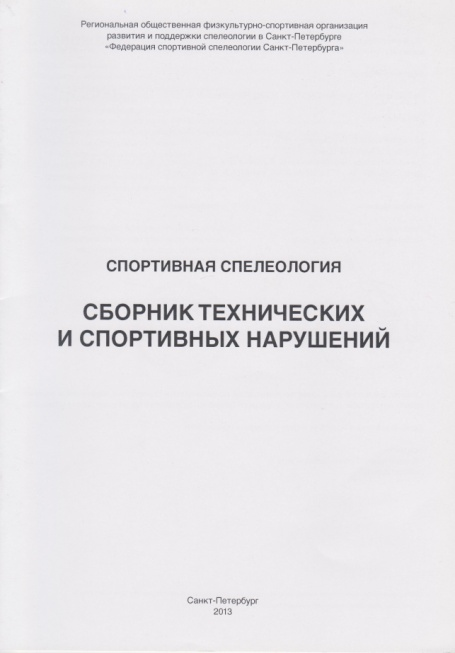 Региональная общественная физкультурно-спортивная организация
развития и поддержки спелеологии в Санкт-Петербурге
«Федерация спортивной спелеологии Санкт-Петербурга»
СПОРТИВНАЯ СПЕЛЕОЛОГИЯ
СБОРНИК ТЕХНИЧЕСКИХ
И СПОРТИВНЫХ НАРУШЕНИЙ
Санкт-Петербург
2013